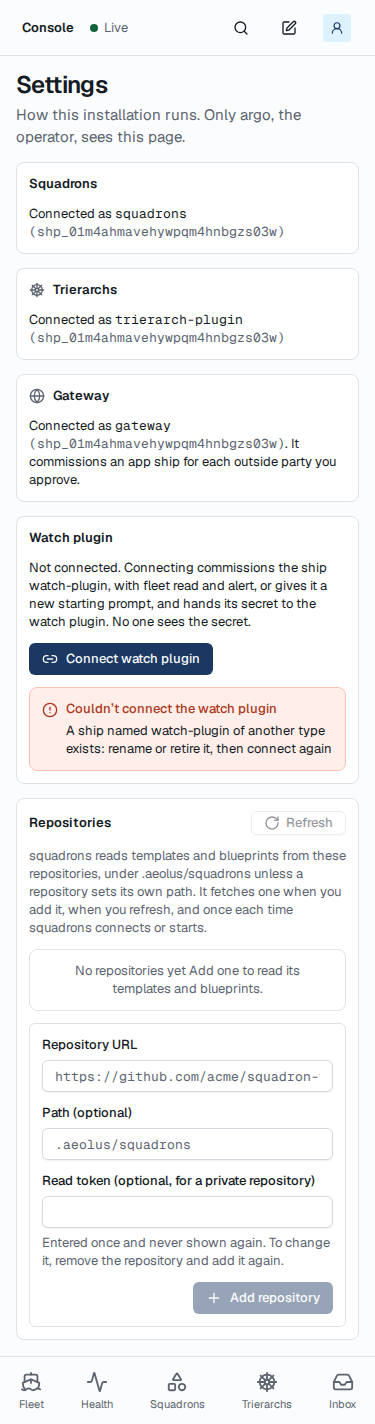 Console
Live
Settings
How this installation runs. Only argo, the
operator, sees this page.
Squadrons
Connected as squadrons
(shp_01m4ahmavehywpqm4hnbgzs03w)
Trierarchs
Connected as trierarch-plugin
(shp_01m4ahmavehywpqm4hnbgzs03w)
Gateway
Connected as gateway
(shp_01m4ahmavehywpqm4hnbgzs03w). It
commissions an app ship for each outside party you
approve.
Watch plugin
Not connected. Connecting commissions the ship
watch-plugin, with fleet read and alert, or gives it a
new starting prompt, and hands its secret to the
watch plugin. No one sees the secret.
Connect watch plugin
Couldn't connect the watch plugin
A ship named watch-plugin of another type
exists: rename or retire it, then connect again
Repositories
Refresh
squadrons reads templates and blueprints from these
repositories, under .aeolus/squadrons unless a
repository sets its own path. It fetches one when you
add it, when you refresh, and once each time
squadrons connects or starts.
No repositories yet Add one to read its
templates and blueprints.
Repository URL
https://github.com/acme/squadron-
Path (optional)
.aeolus/squadrons
Read token (optional, for a private repository)
Entered once and never shown again. To change
it, remove the repository and add it again.
Add repository
Fleet
Health
Squadrons
Trierarchs
Inbox